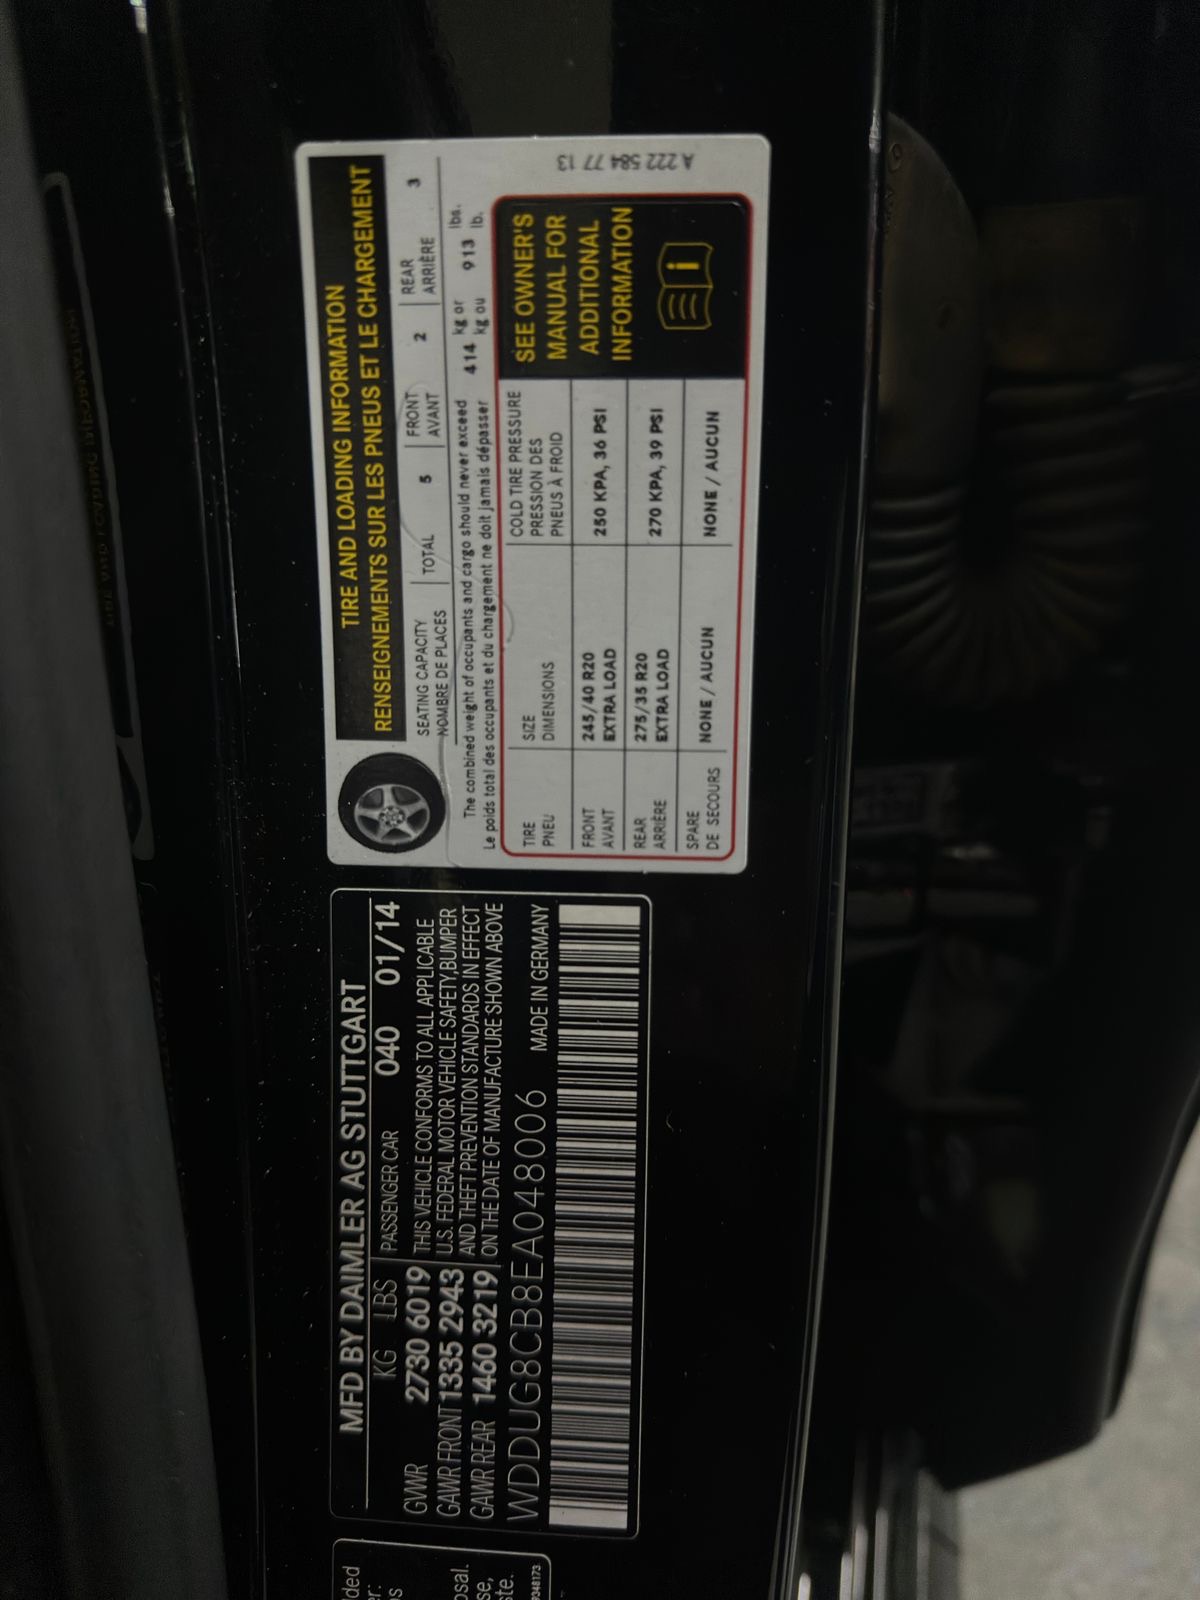 TIRE AND LOADING INFORMATION
RENSEIGNEMENTS SUR LES PNEUS ET LE CHARGEMENT
SEATING CAPACITY TOTAL 5 FRONT 2 REAR 3
NOMBRE DE PLACES AVANT ARRIÈRE
The combined weight of occupants and cargo should never exceed 414 kg or 913 lbs.
Le poids total des occupants et du chargement ne doit jamais dépasser kg ou lb.
TIRE SIZE COLD TIRE PRESSURE
PNEU DIMENSIONS PRESSION DES
PNEUS À FROID
FRONT 245/40 R20 250 KPA, 36 PSI
AVANT EXTRA LOAD
REAR 275/35 R20 270 KPA, 39 PSI
ARRIÈRE EXTRA LOAD
SPARE NONE / AUCUN NONE / AUCUN
DE SECOURS
SEE OWNER'S
MANUAL FOR
ADDITIONAL
INFORMATION
i
A 222 584 77 13
MFD BY DAIMLER AG STUTTGART
KG LBS PASSENGER CAR 040 01/14
GVWR 2730 6019 THIS VEHICLE CONFORMS TO ALL APPLICABLE
GAWR FRONT 1335 2943 U.S. FEDERAL MOTOR VEHICLE SAFETY,BUMPER
GAWR REAR 1460 3219 AND THEFT PREVENTION STANDARDS IN EFFECT
ON THE DATE OF MANUFACTURE SHOWN ABOVE
WDDUG8CB8EA048006 MADE IN GERMANY